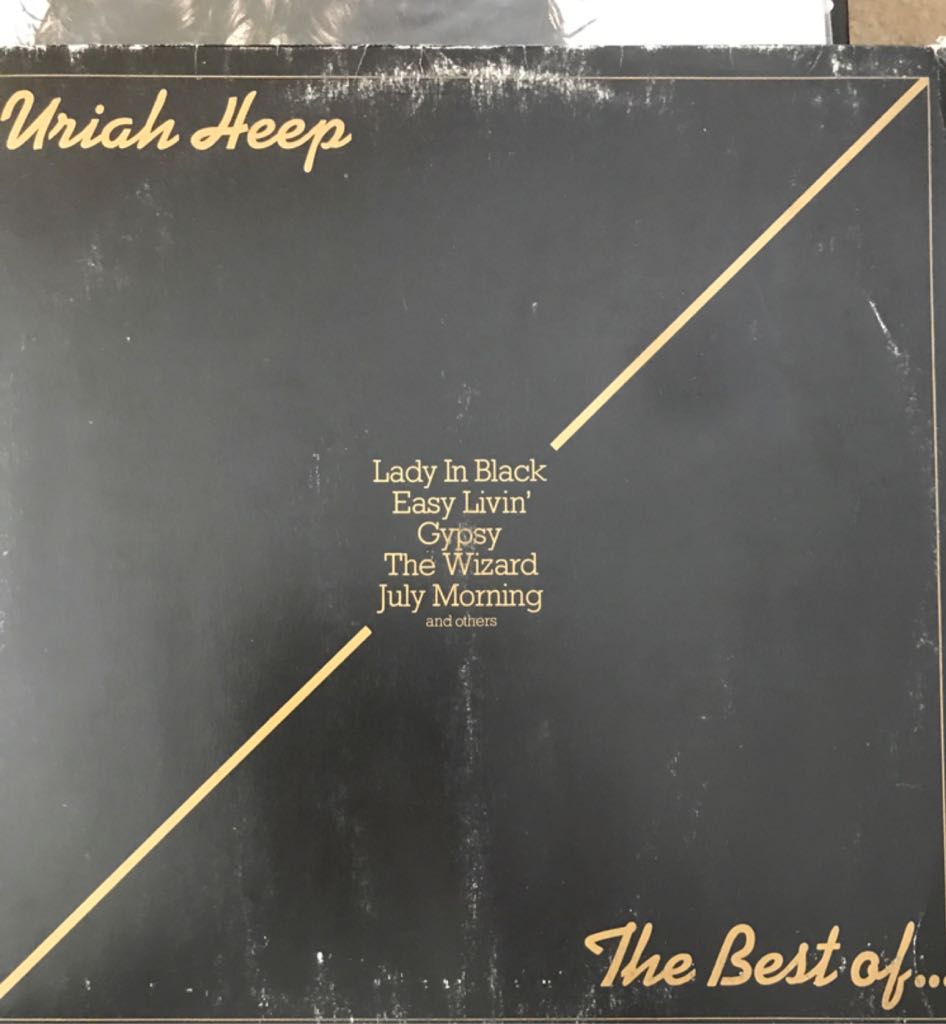 Uriah Heep
Lady In Black
Easy Livin'
Gypsy
The Wizard
July Morning
and others
The Best of...